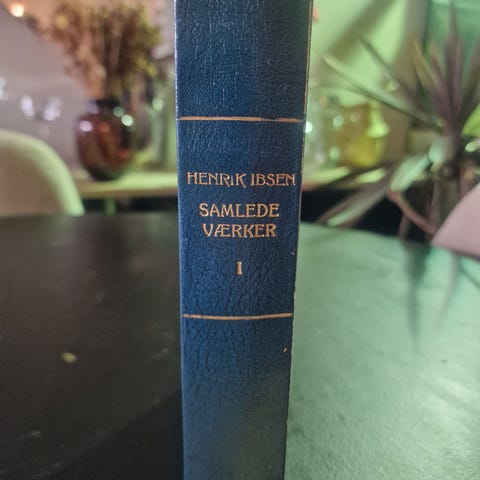 HENRIK IBSEN
SAMLEDE
VÆRKER
I